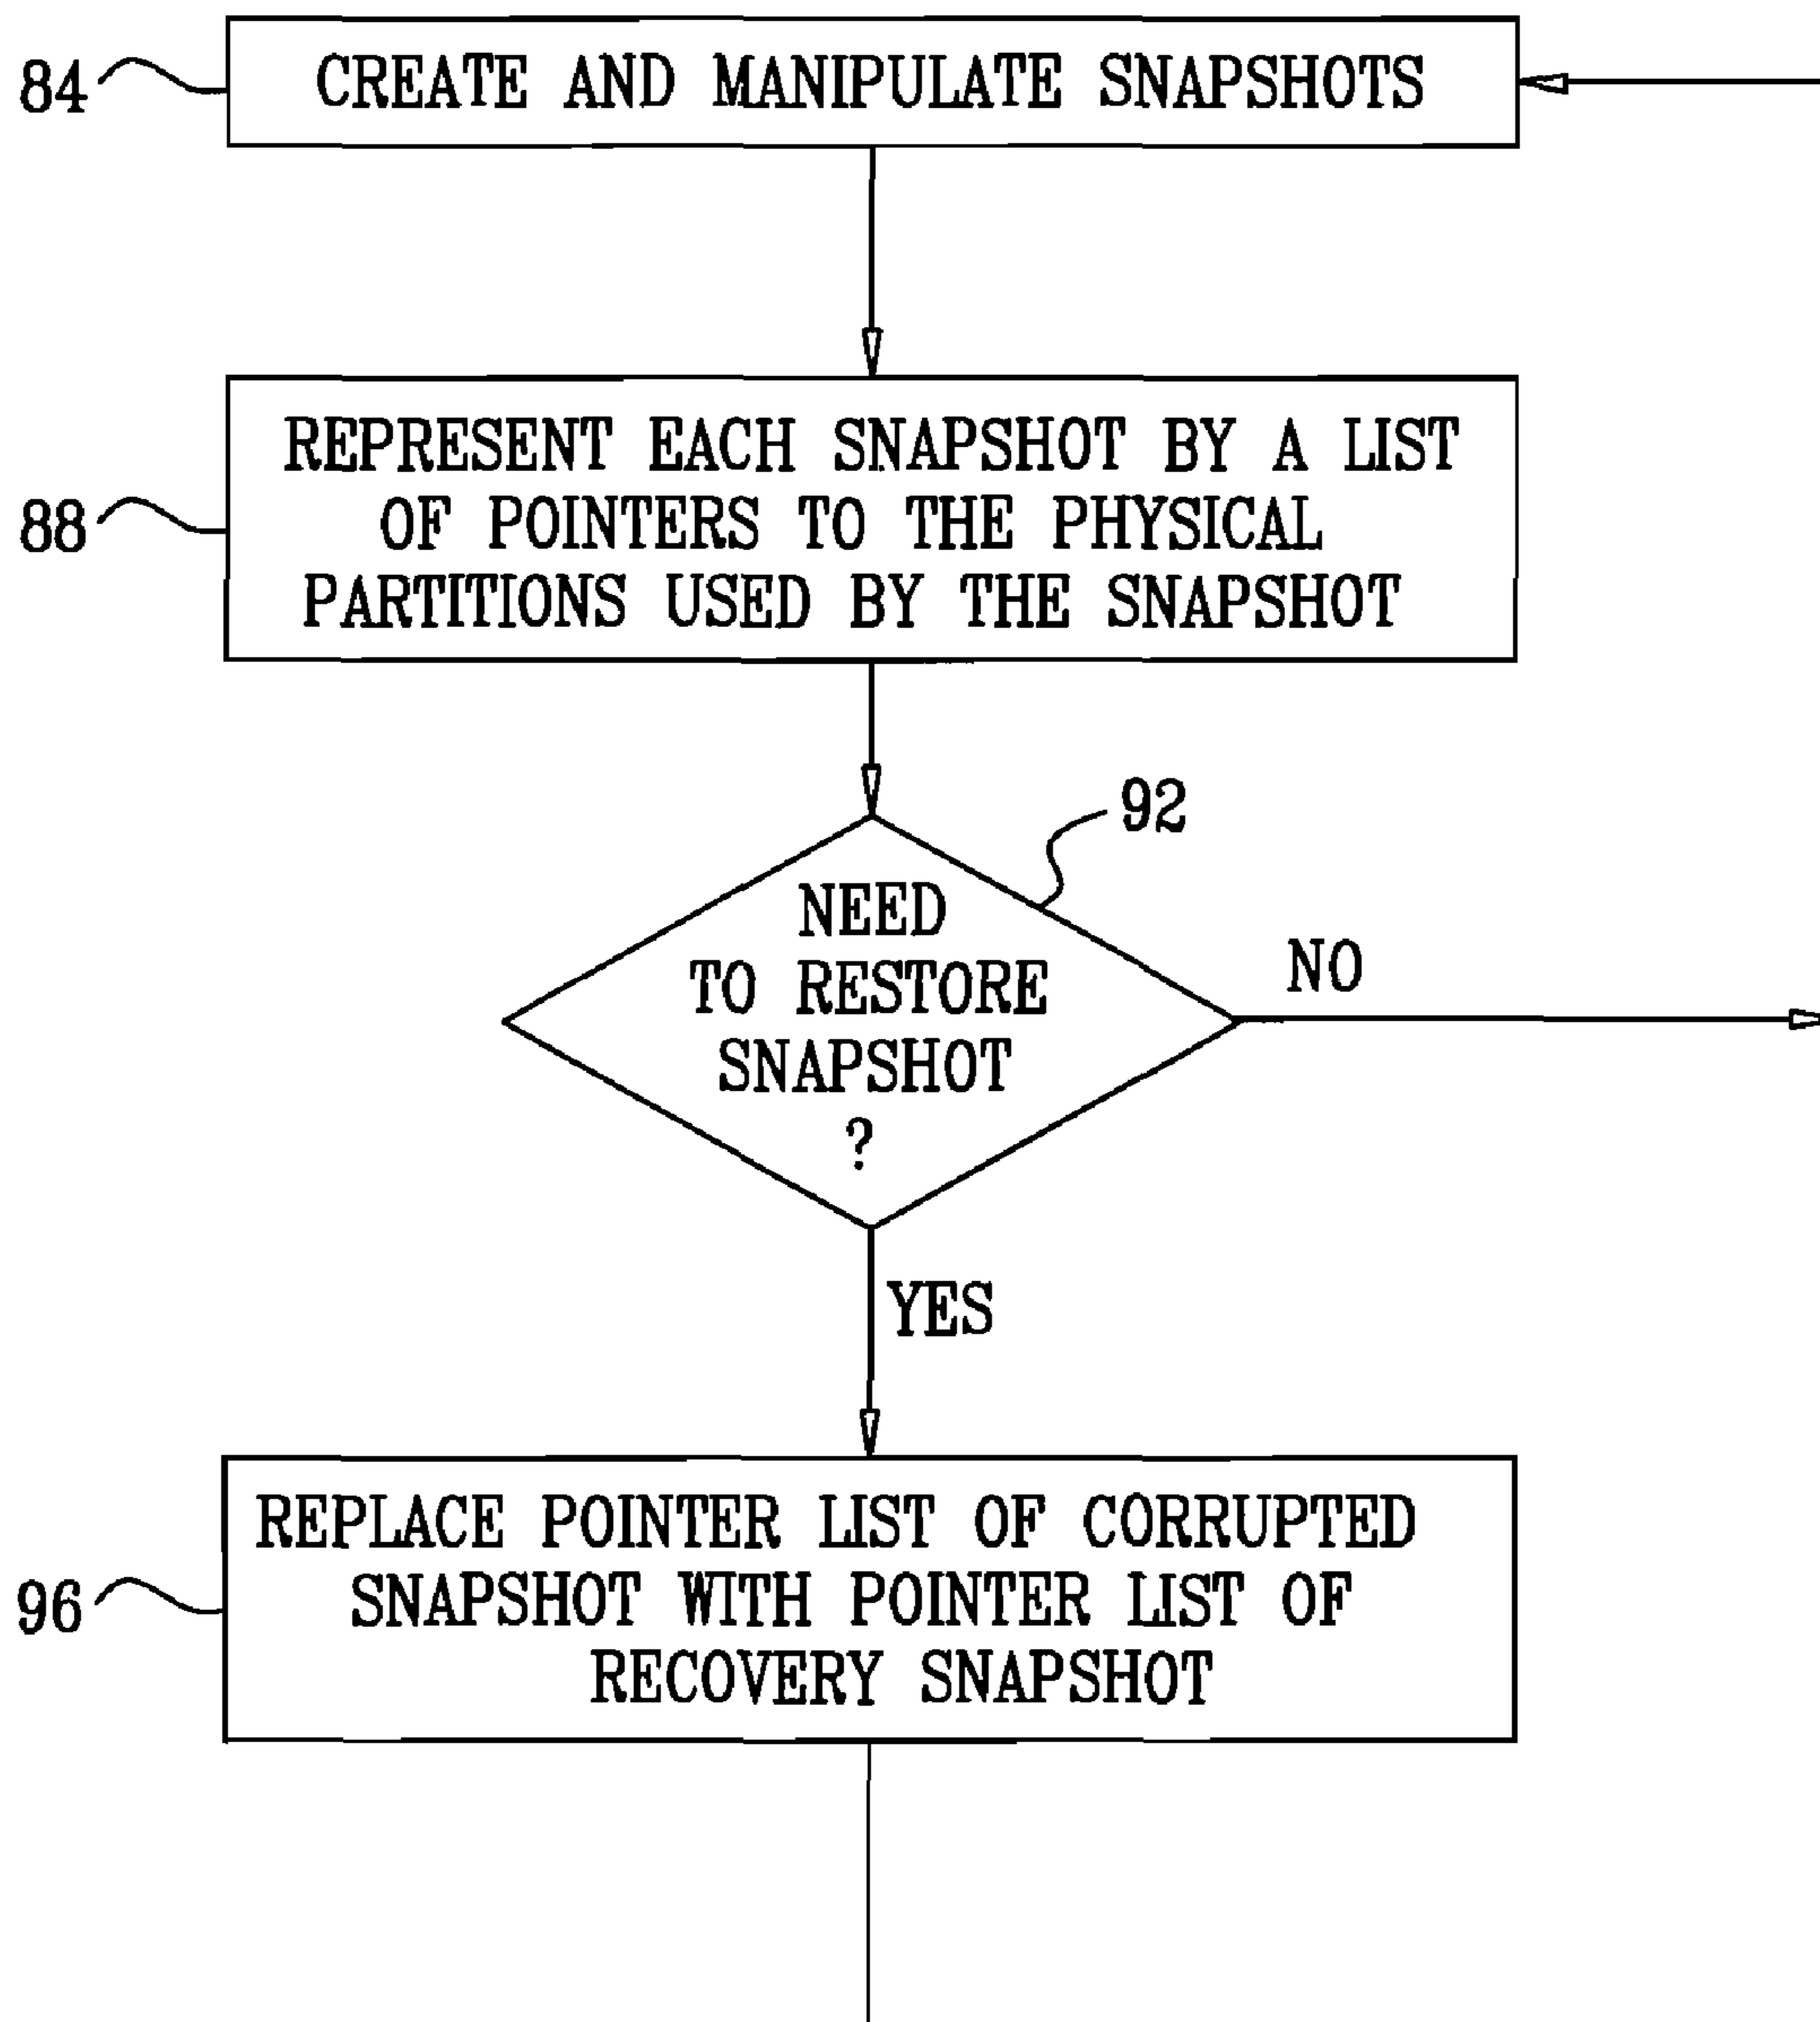 84
CREATE AND MANIPULATE SNAPSHOTS
88
REPRESENT EACH SNAPSHOT BY A LIST
OF POINTERS TO THE PHYSICAL
PARTITIONS USED BY THE SNAPSHOT
92
NEED
TO RESTORE
SNAPSHOT
?
NO
YES
96
REPLACE POINTER LIST OF CORRUPTED
SNAPSHOT WITH POINTER LIST OF
RECOVERY SNAPSHOT